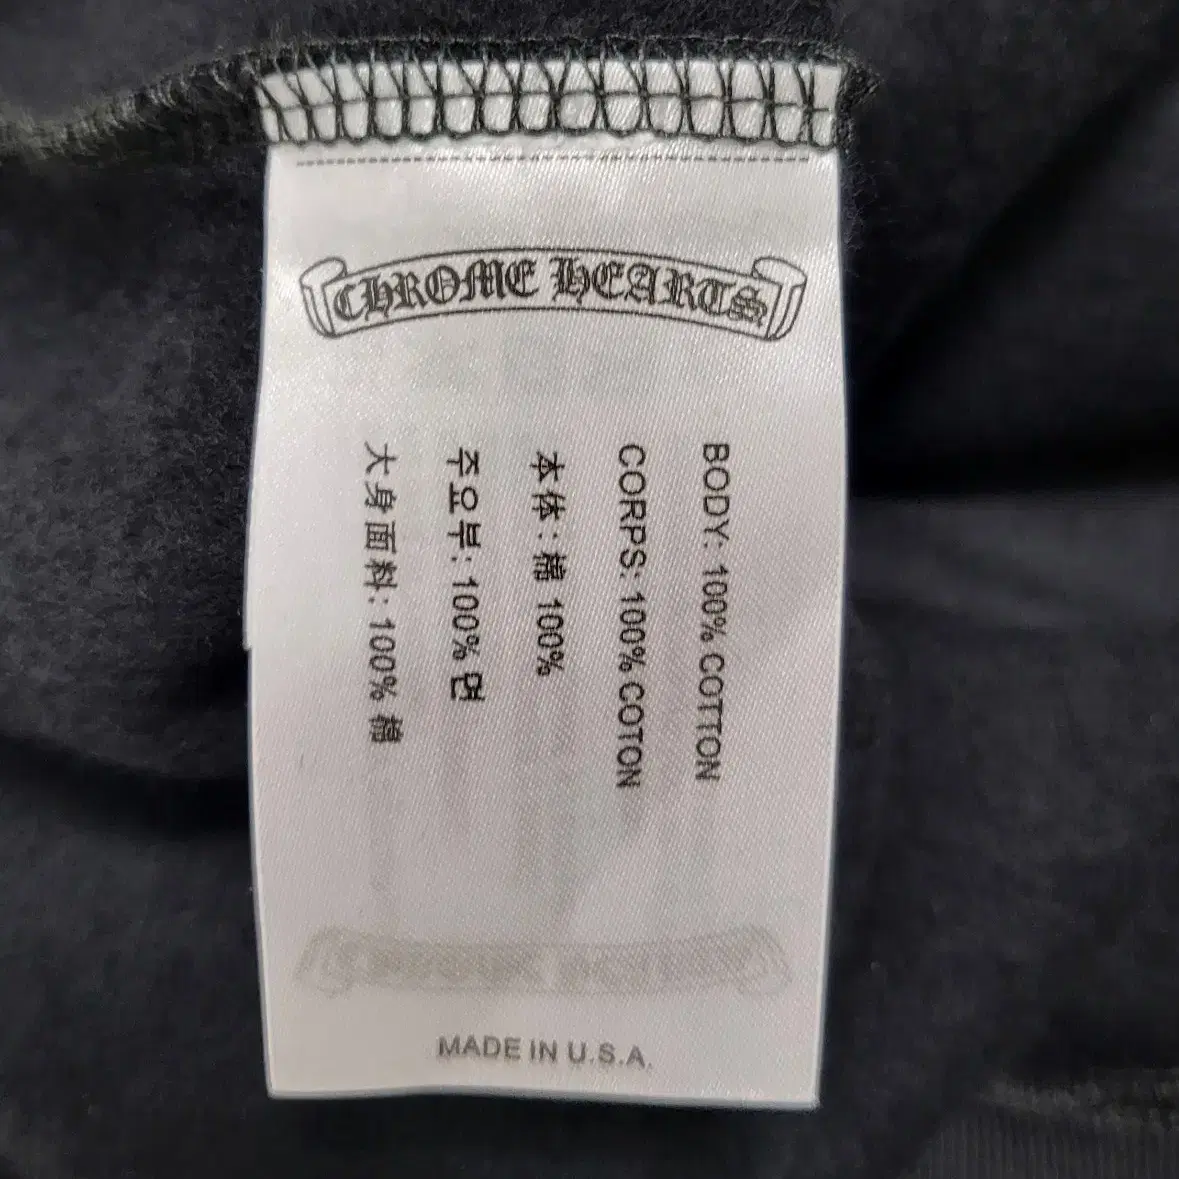 CHROME HEARTS
BODY: 100% COTTON
CORPS: 100% COTON
本体: 棉 100%
주요부: 100% 면
大身面料: 100% 棉
MADE IN U.S.A.